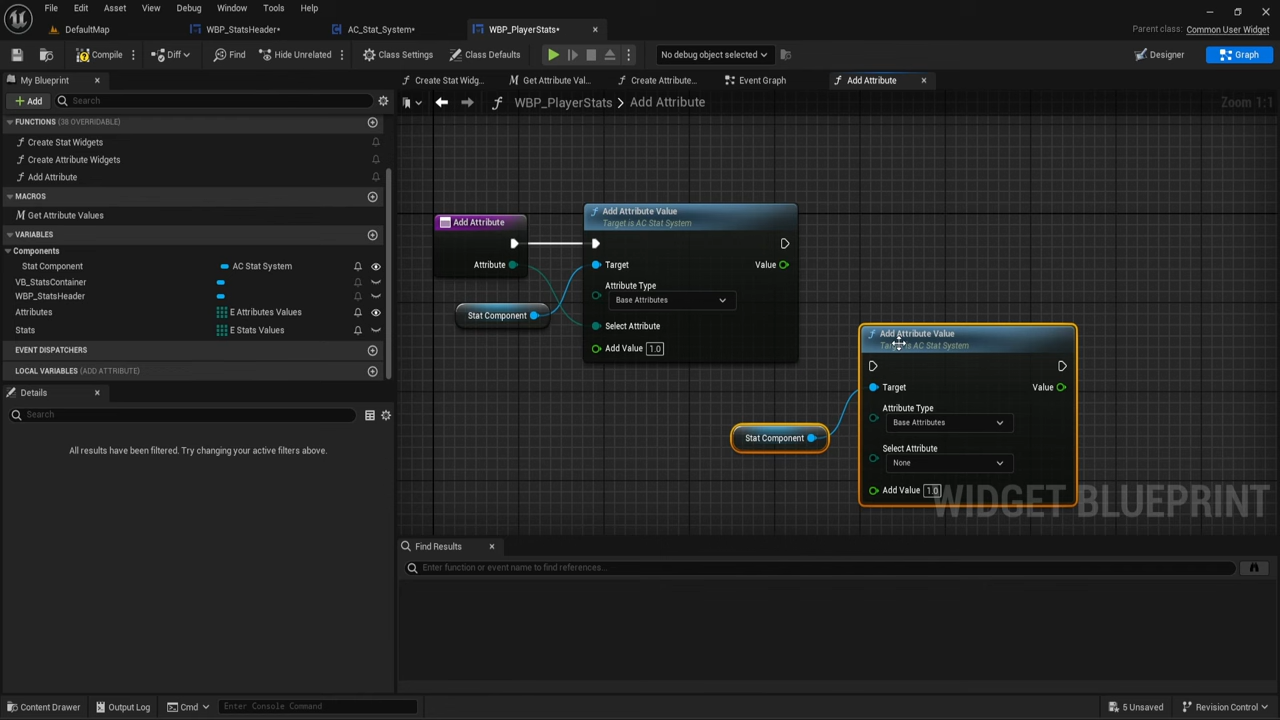 File Edit Asset View Debug Window Tools Help
DefaultMap WBP_StatsHeader* AC_Stat_System* WBP_PlayerStats*
Parent class: Common User Widget
Compile Diff Find Hide Unrelated Class Settings Class Defaults No debug object selected Designer Graph
My Blueprint Create Stat Widg... Get Attribute Val... Create Attribute... Event Graph Add Attribute
Add Search
WBP_PlayerStats > Add Attribute Zoom 1:1
FUNCTIONS (38 OVERRIDABLE)
Create Stat Widgets
Create Attribute Widgets
Add Attribute
MACROS
Get Attribute Values
VARIABLES
Components
Stat Component AC Stat System
VB_StatsContainer
WBP_StatsHeader
Attributes E Attributes Values
Stats E Stats Values
EVENT DISPATCHERS
LOCAL VARIABLES (ADD ATTRIBUTE)
Details
Search
All results have been filtered. Try changing your active filters above.
Add Attribute
Attribute
Stat Component
Add Attribute Value
Target is AC Stat System
Target Value
Attribute Type
Base Attributes
Select Attribute
Add Value 1.0
Stat Component
Add Attribute Value
Target is AC Stat System
Target Value
Attribute Type
Base Attributes
Select Attribute
None
Add Value 1.0
WIDGET BLUEPRINT
Find Results
Enter function or event name to find references...
Content Drawer Output Log Cmd Enter Console Command 5 Unsaved Revision Control